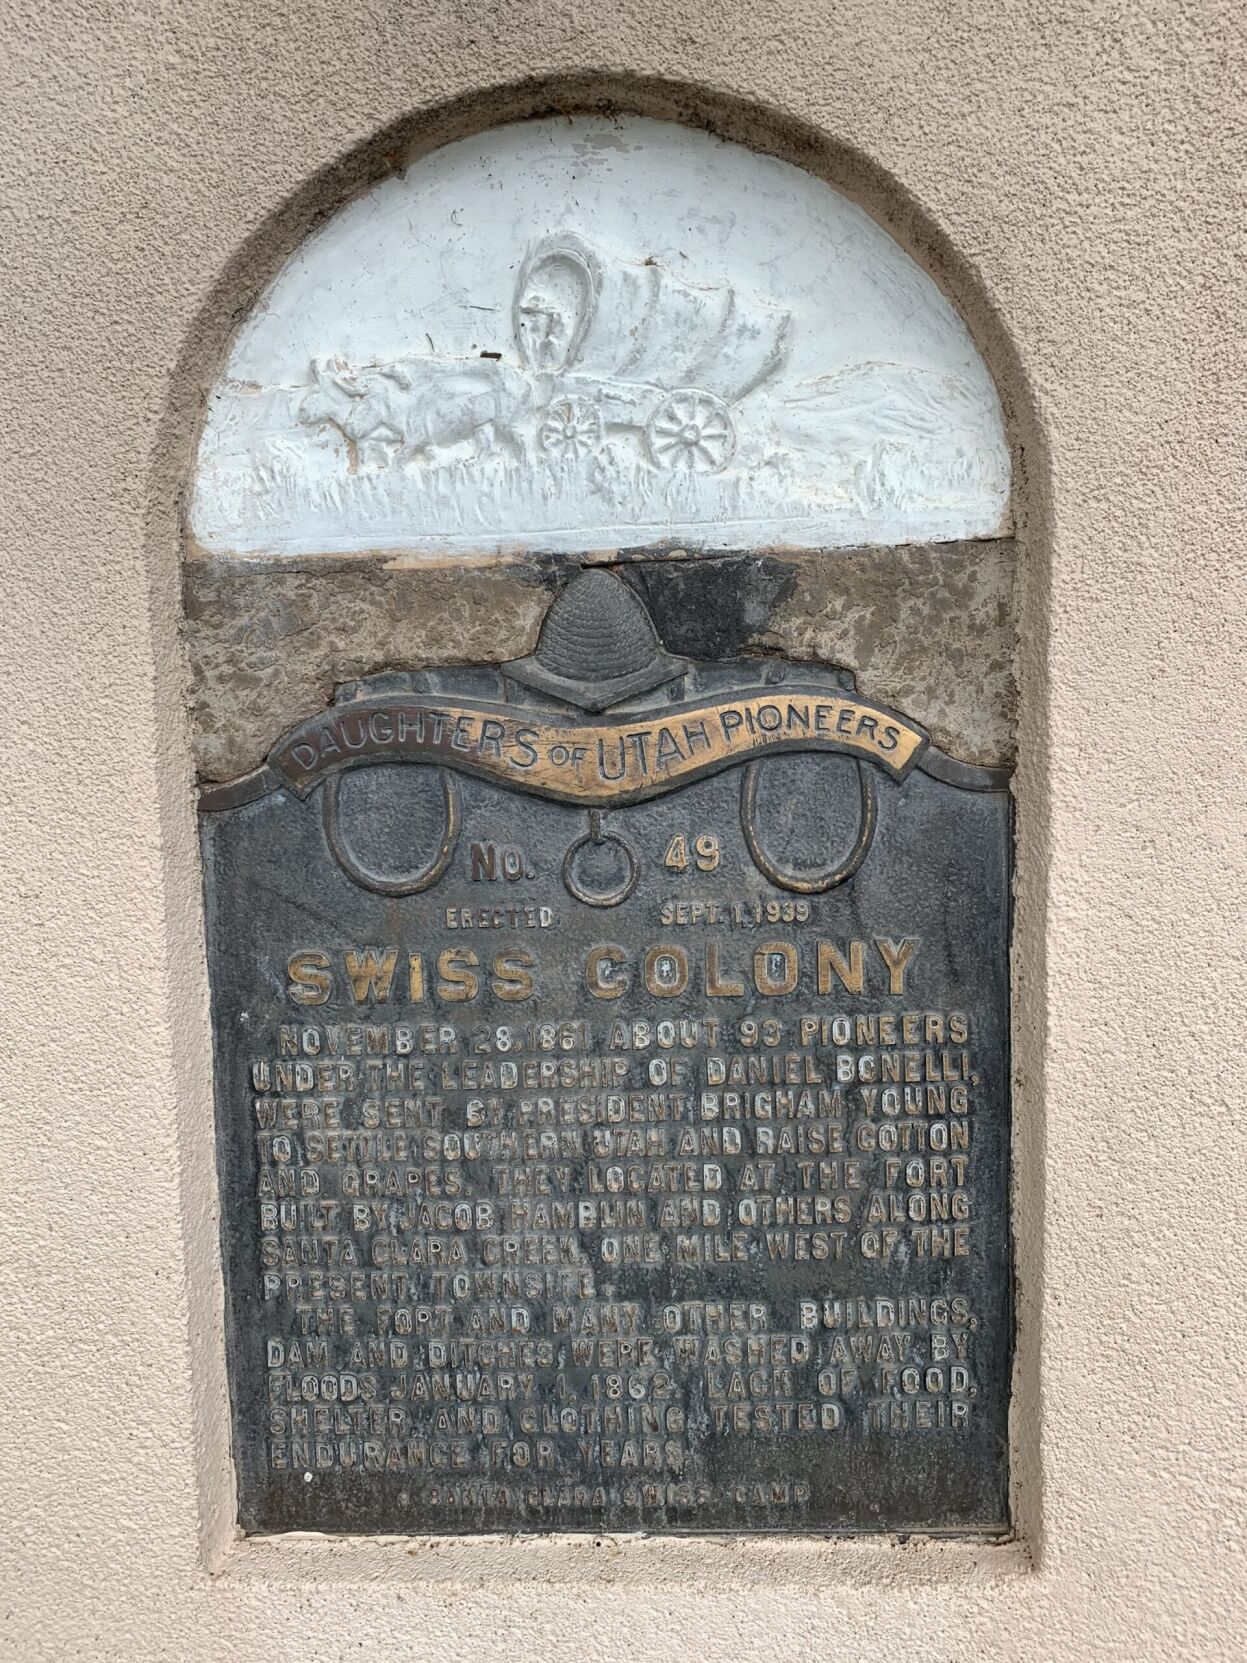 DAUGHTERS OF UTAH PIONEERS
NO. 49
ERECTED SEPT. 1, 1939
SWISS COLONY
NOVEMBER 28, 1861 ABOUT 93 PIONEERS
UNDER THE LEADERSHIP OF DANIEL BONELLI,
WERE SENT BY PRESIDENT BRIGHAM YOUNG
TO SETTLE SOUTHERN UTAH AND RAISE COTTON
AND GRAPES. THEY LOCATED AT THE FORT
BUILT BY JACOB HAMBLIN AND OTHERS ALONG
SANTA CLARA CREEK, ONE MILE WEST OF THE
PRESENT TOWNSITE.
THE FORT AND MANY OTHER BUILDINGS,
DAM AND DITCHES WERE WASHED AWAY BY
FLOODS JANUARY 1, 1862. LACK OF FOOD,
SHELTER AND CLOTHING TESTED THEIR
ENDURANCE FOR YEARS.
SANTA CLARA SWISS CAMP